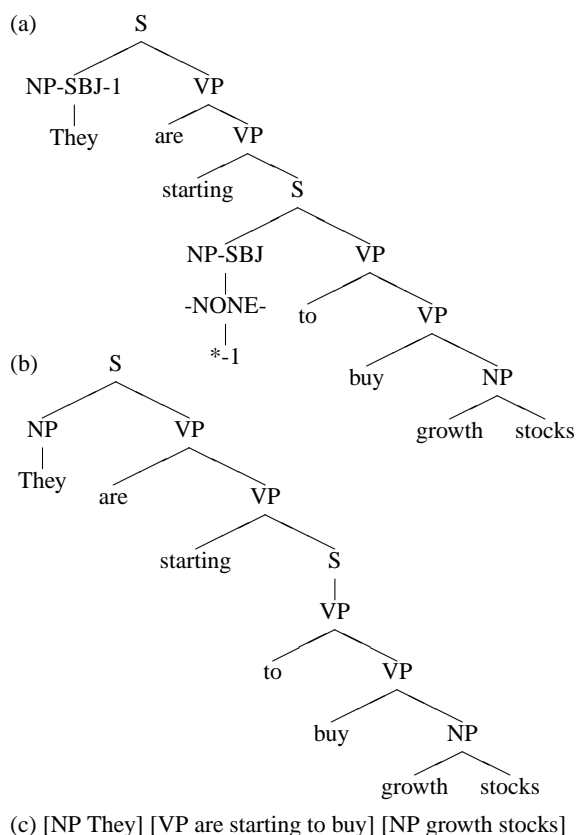 (a)
S
NP-SBJ-1 VP
They are VP
starting S
NP-SBJ VP
-NONE- to VP
*-1 buy NP
growth stocks
(b)
S
NP VP
They are VP
starting S
VP
to VP
buy NP
growth stocks
(c) [NP They] [VP are starting to buy] [NP growth stocks]